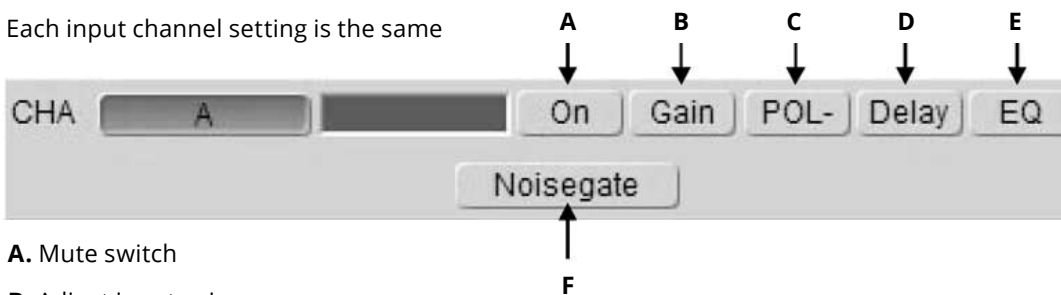 Each input channel setting is the same
A B C D E
CHA A On Gain POL- Delay EQ
Noisegate
A. Mute switch
F